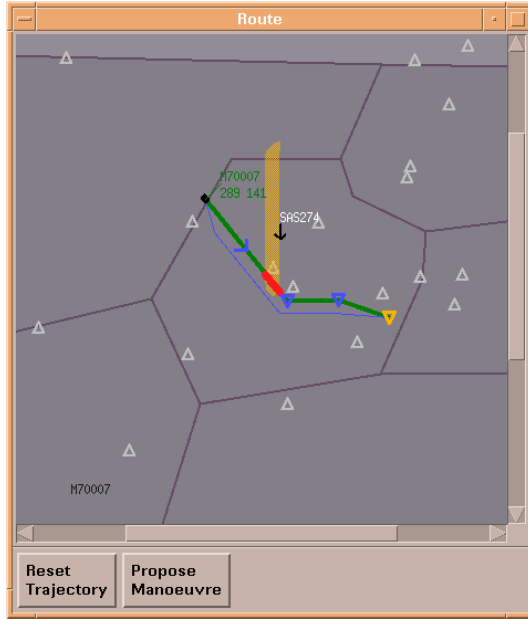 Route
M70007
289 141
SAS274
M70007
Reset
Trajectory
Propose
Manoeuvre